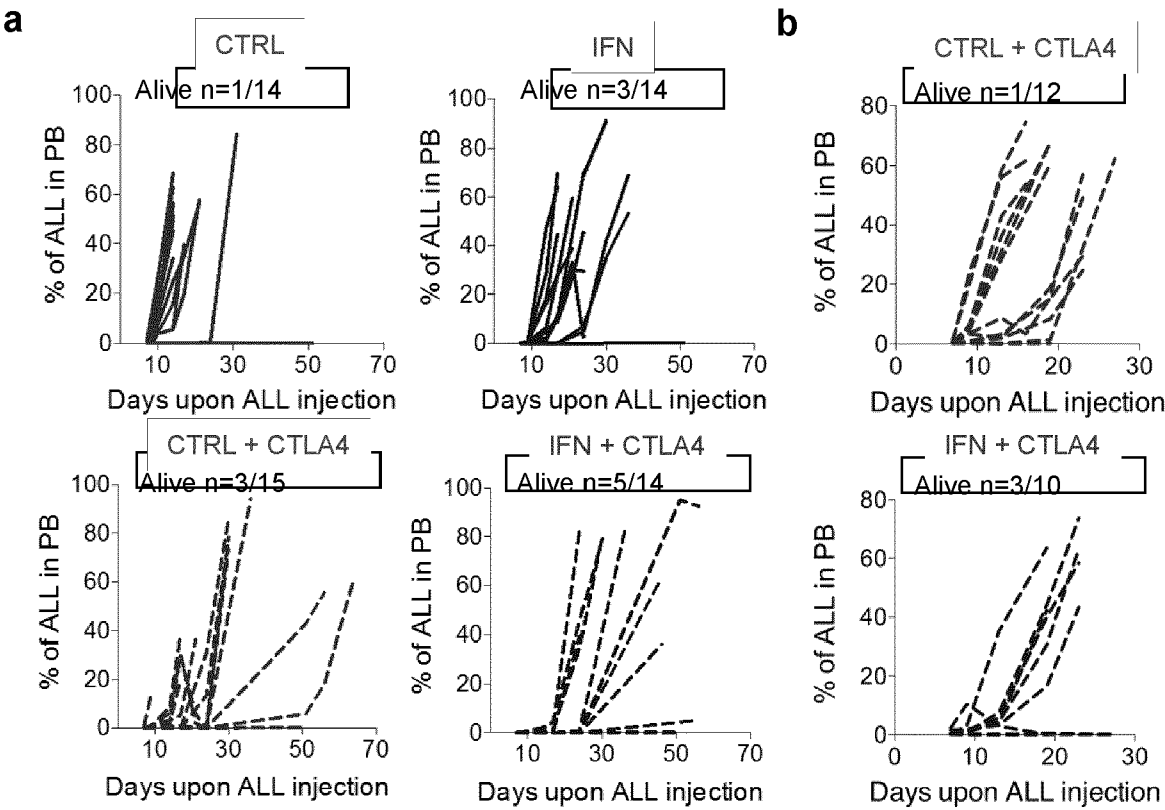 a
CTRL
Alive n=1/14
% of ALL in PB
100
80
60
40
20
0
10 30 50 70
Days upon ALL injection
IFN
Alive n=3/14
% of ALL in PB
100
80
60
40
20
0
10 30 50 70
Days upon ALL injection
b
CTRL + CTLA4
Alive n=1/12
% of ALL in PB
80
60
40
20
0
0 10 20 30
Days upon ALL injection
CTRL + CTLA4
Alive n=3/15
% of ALL in PB
100
80
60
40
20
0
10 30 50 70
Days upon ALL injection
IFN + CTLA4
Alive n=5/14
% of ALL in PB
100
80
60
40
20
0
10 30 50 70
Days upon ALL injection
IFN + CTLA4
Alive n=3/10
% of ALL in PB
80
60
40
20
0
0 10 20 30
Days upon ALL injection